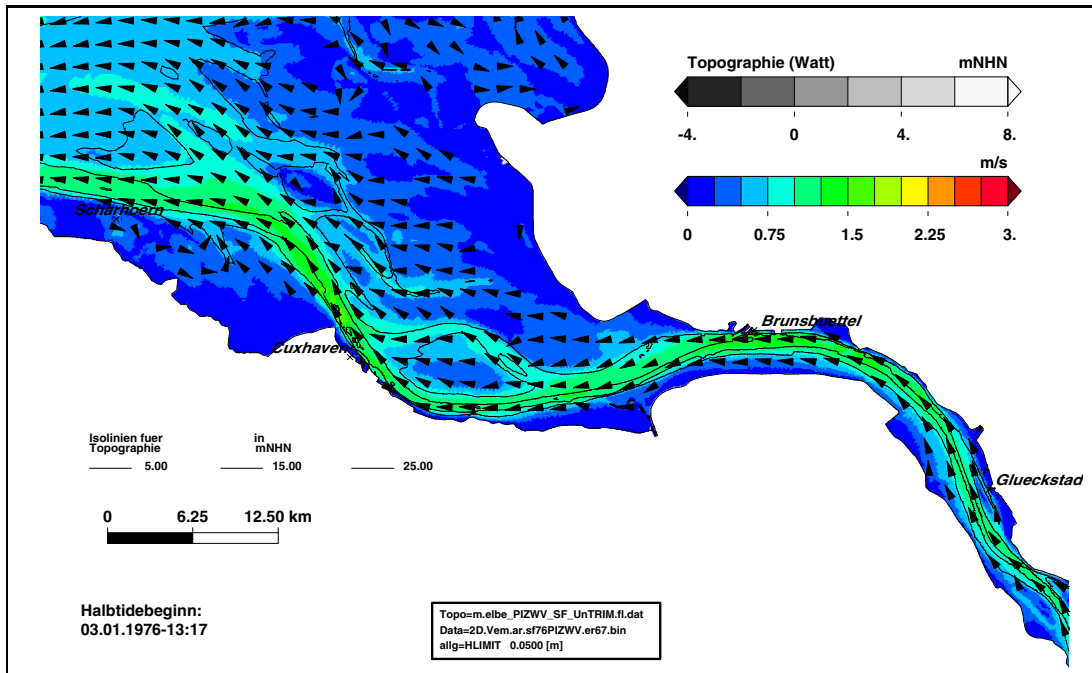 Topographie (Watt) mNHN
-4. 0 4. 8.
m/s
0 0.75 1.5 2.25 3.
Scharhoern
Brunsbuettel
Cuxhaven
Glueckstad
Isolinien fuer in
Topographie mNHN
5.00 15.00 25.00
0 6.25 12.50 km
Halbtidebeginn:
03.01.1976-13:17
Topo=m.elbe_PIZWV_SF_UnTRIM.fl.dat
Data=2D.Vem.ar.sf76PIZWV.er67.bin
allg=HLIMIT 0.0500 [m]